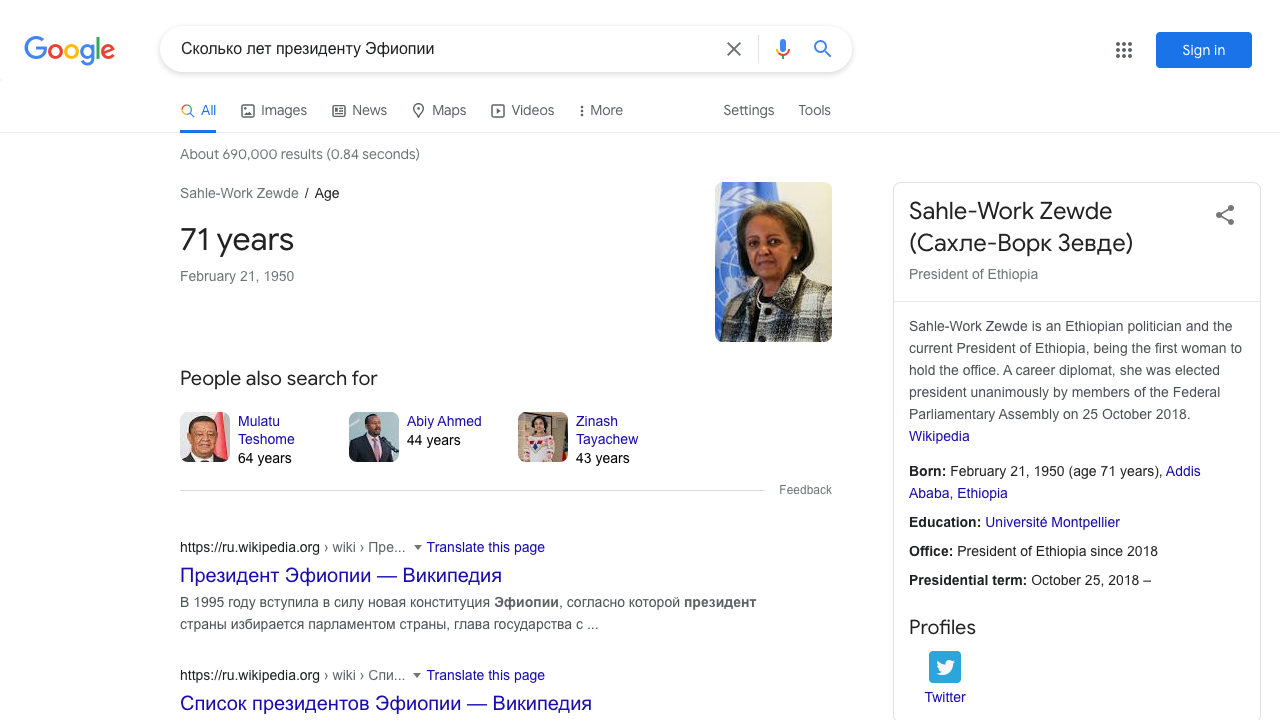 Google
Сколько лет президенту Эфиопии
Sign in
All
Images
News
Maps
Videos
More
Settings
Tools
About 690,000 results (0.84 seconds)
Sahle-Work Zewde / Age
71 years
February 21, 1950
People also search for
Mulatu
Teshome
64 years
Abiy Ahmed
44 years
Zinash
Tayachew
43 years
Feedback
https://ru.wikipedia.org › wiki › Пре... Translate this page
Президент Эфиопии — Википедия
В 1995 году вступила в силу новая конституция Эфиопии, согласно которой президент
страны избирается парламентом страны, глава государства с ...
https://ru.wikipedia.org › wiki › Спи... Translate this page
Список президентов Эфиопии — Википедия
Sahle-Work Zewde
(Сахле-Ворк Зевде)
President of Ethiopia
Sahle-Work Zewde is an Ethiopian politician and the
current President of Ethiopia, being the first woman to
hold the office. A career diplomat, she was elected
president unanimously by members of the Federal
Parliamentary Assembly on 25 October 2018.
Wikipedia
Born: February 21, 1950 (age 71 years), Addis
Ababa, Ethiopia
Education: Université Montpellier
Office: President of Ethiopia since 2018
Presidential term: October 25, 2018 –
Profiles
Twitter